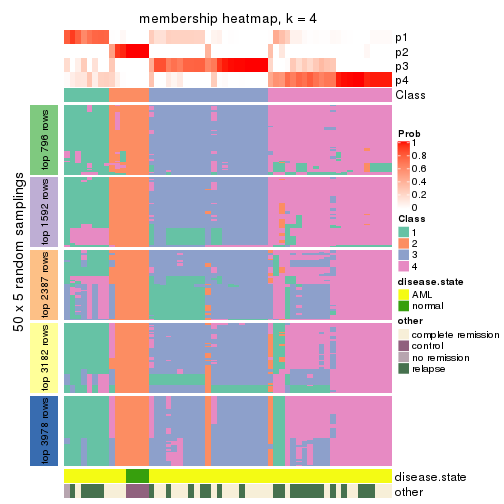 membership heatmap, k = 4
p1
p2
p3
p4
Class
50 x 5 random samplings
top 796 rows
top 1592 rows
top 2387 rows
top 3182 rows
top 3978 rows
disease.state
other
Prob
1
0.8
0.6
0.4
0.2
0
Class
1
2
3
4
disease.state
AML
normal
other
complete remission
control
no remission
relapse